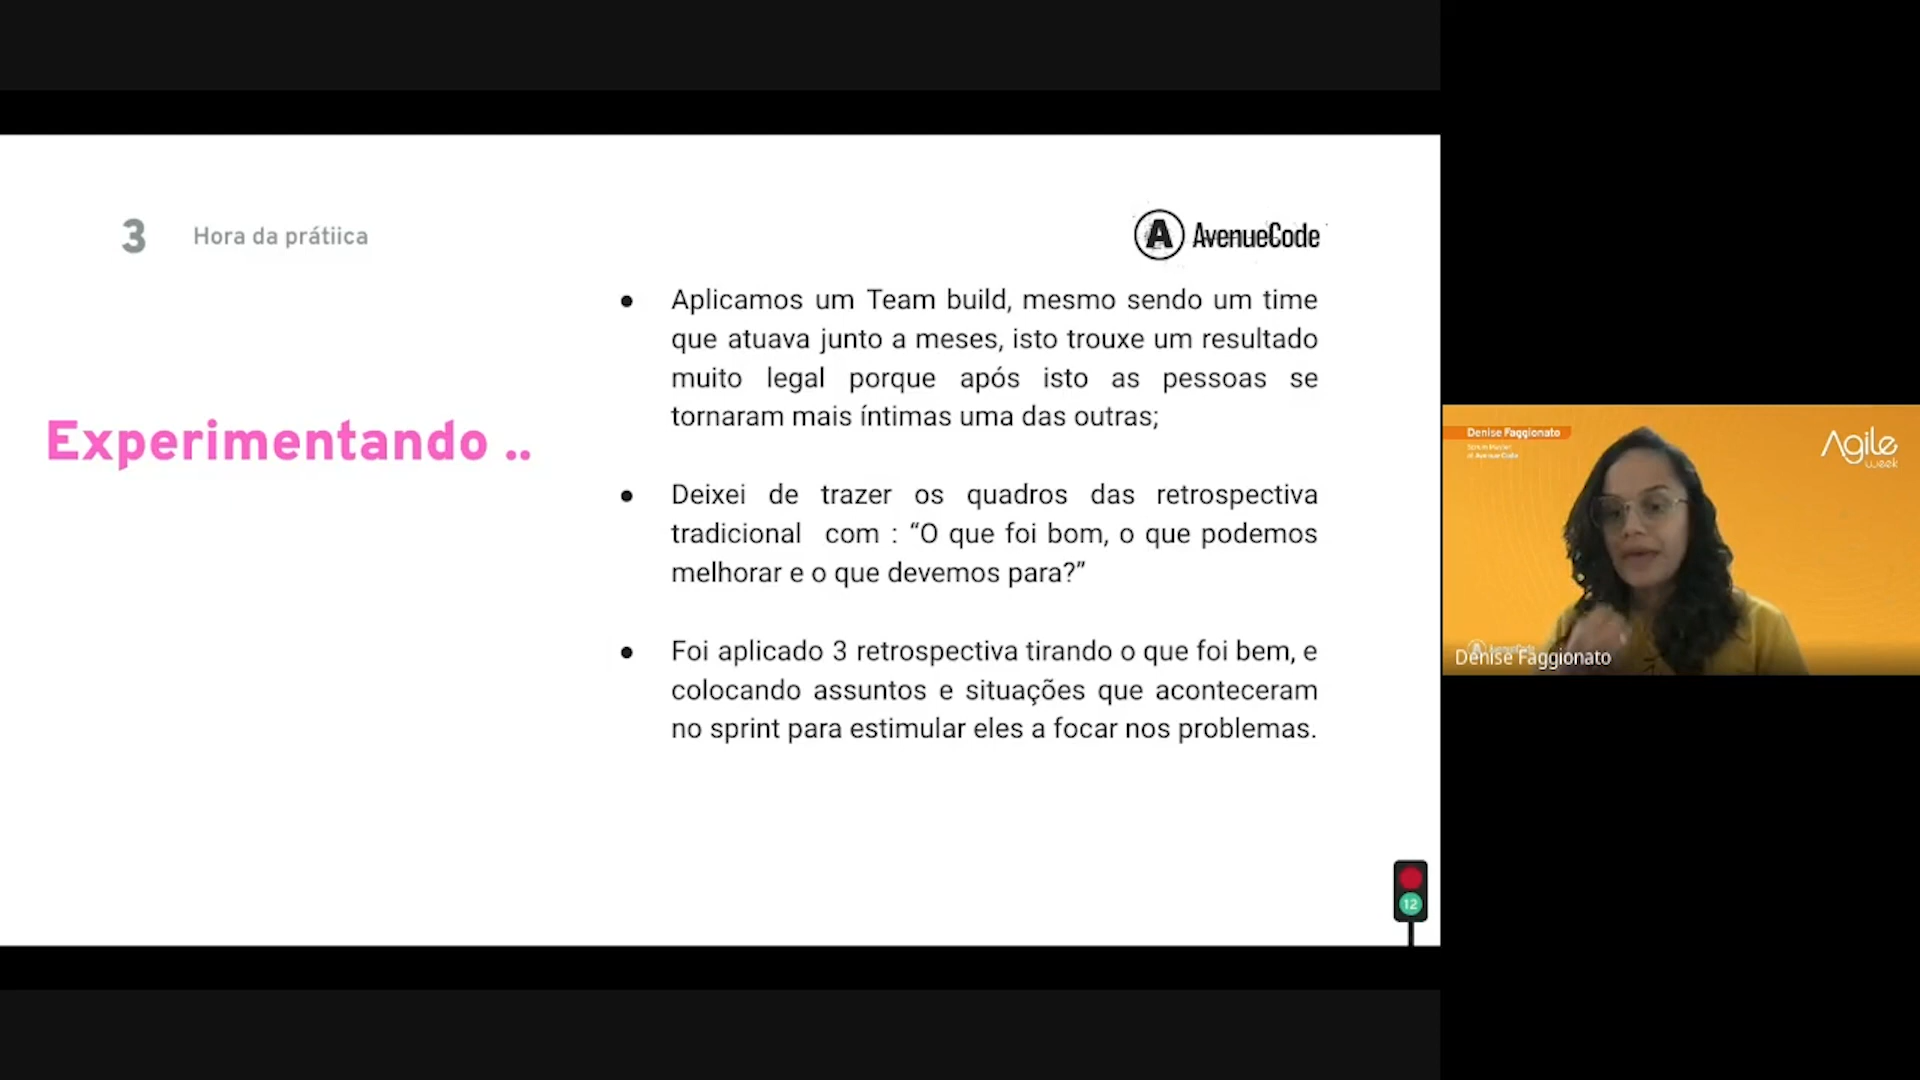 3
Hora da prátiica
AvenueCode
Experimentando ..
● Aplicamos um Team build, mesmo sendo um time
que atuava junto a meses, isto trouxe um resultado
muito legal porque após isto as pessoas se
tornaram mais íntimas uma das outras;
● Deixei de trazer os quadros das retrospectiva
tradicional com : “O que foi bom, o que podemos
melhorar e o que devemos para?”
● Foi aplicado 3 retrospectiva tirando o que foi bem, e
colocando assuntos e situações que aconteceram
no sprint para estimular eles a focar nos problemas.
12
Denise Faggionato
Scrum Master
at Avenue Code
Agile
week
Denise Faggionato